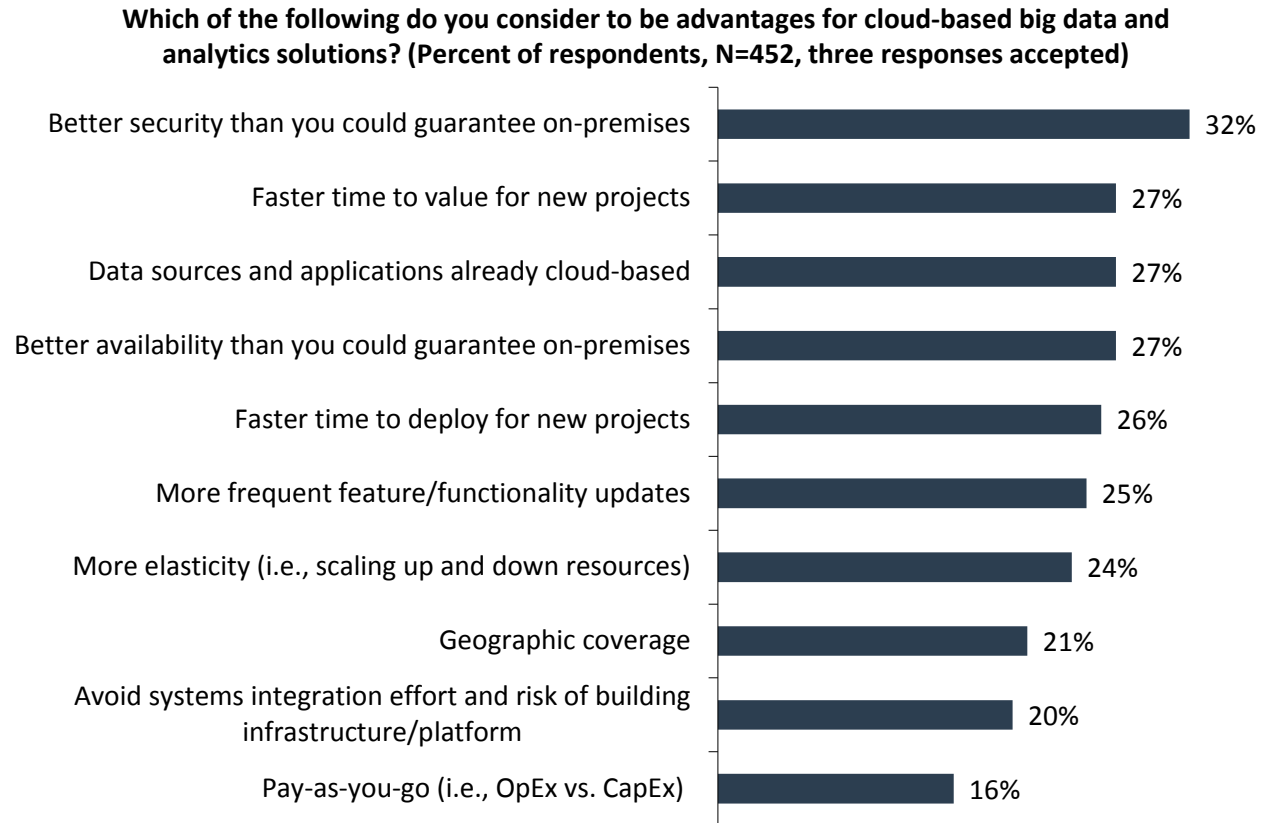 Which of the following do you consider to be advantages for cloud-based big data and
analytics solutions? (Percent of respondents, N=452, three responses accepted)
Better security than you could guarantee on-premises 32%
Faster time to value for new projects 27%
Data sources and applications already cloud-based 27%
Better availability than you could guarantee on-premises 27%
Faster time to deploy for new projects 26%
More frequent feature/functionality updates 25%
More elasticity (i.e., scaling up and down resources) 24%
Geographic coverage 21%
Avoid systems integration effort and risk of building
infrastructure/platform 20%
Pay-as-you-go (i.e., OpEx vs. CapEx) 16%